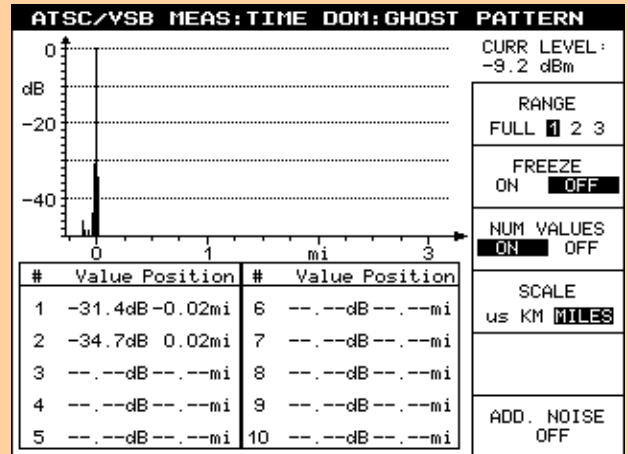 ATSC/VSB MEAS:TIME DOM:GHOST PATTERN
CURR LEVEL:
-9.2 dBm
0
dB
-20
-40
0 1 mi 3
RANGE
FULL 1 2 3
FREEZE
ON OFF
NUM VALUES
ON OFF
SCALE
us KM MILES
ADD. NOISE
OFF
# Value Position # Value Position
1 -31.4dB -0.02mi 6 --.--dB --.--mi
2 -34.7dB 0.02mi 7 --.--dB --.--mi
3 --.--dB --.--mi 8 --.--dB --.--mi
4 --.--dB --.--mi 9 --.--dB --.--mi
5 --.--dB --.--mi 10 --.--dB --.--mi